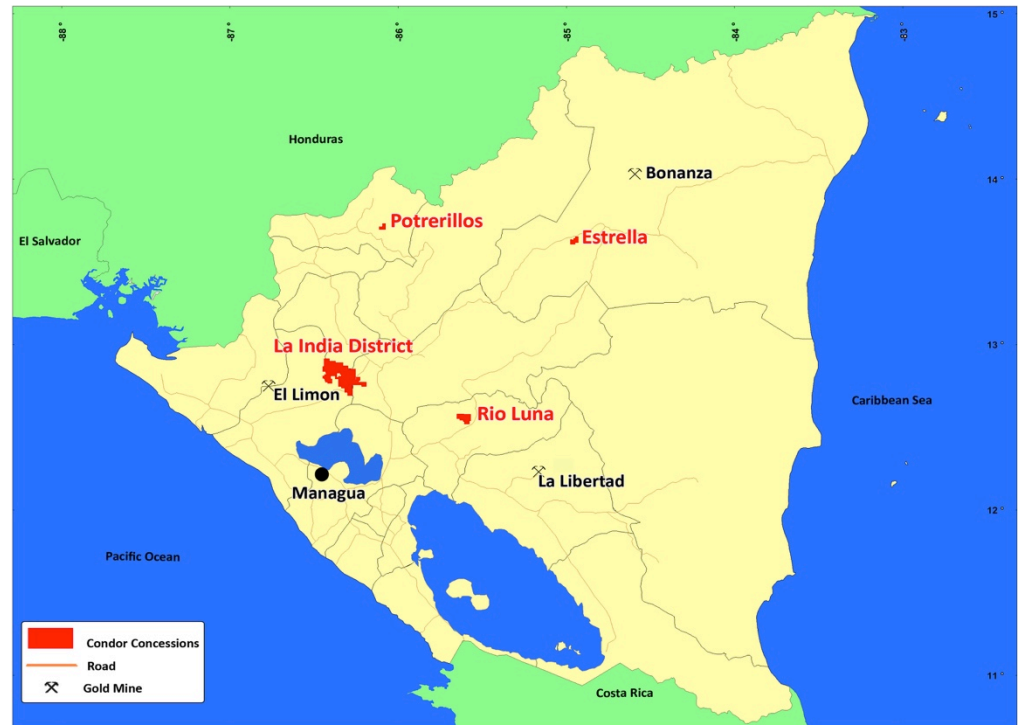 -88°
-87°
-86°
-85°
-84°
-83°
15°
Honduras
Bonanza
14°
Potrerillos
Estrella
El Salvador
La India District
13°
El Limon
Caribbean Sea
Rio Luna
La Libertad
Managua
12°
Pacific Ocean
Condor Concessions
Road
Gold Mine
11°
Costa Rica